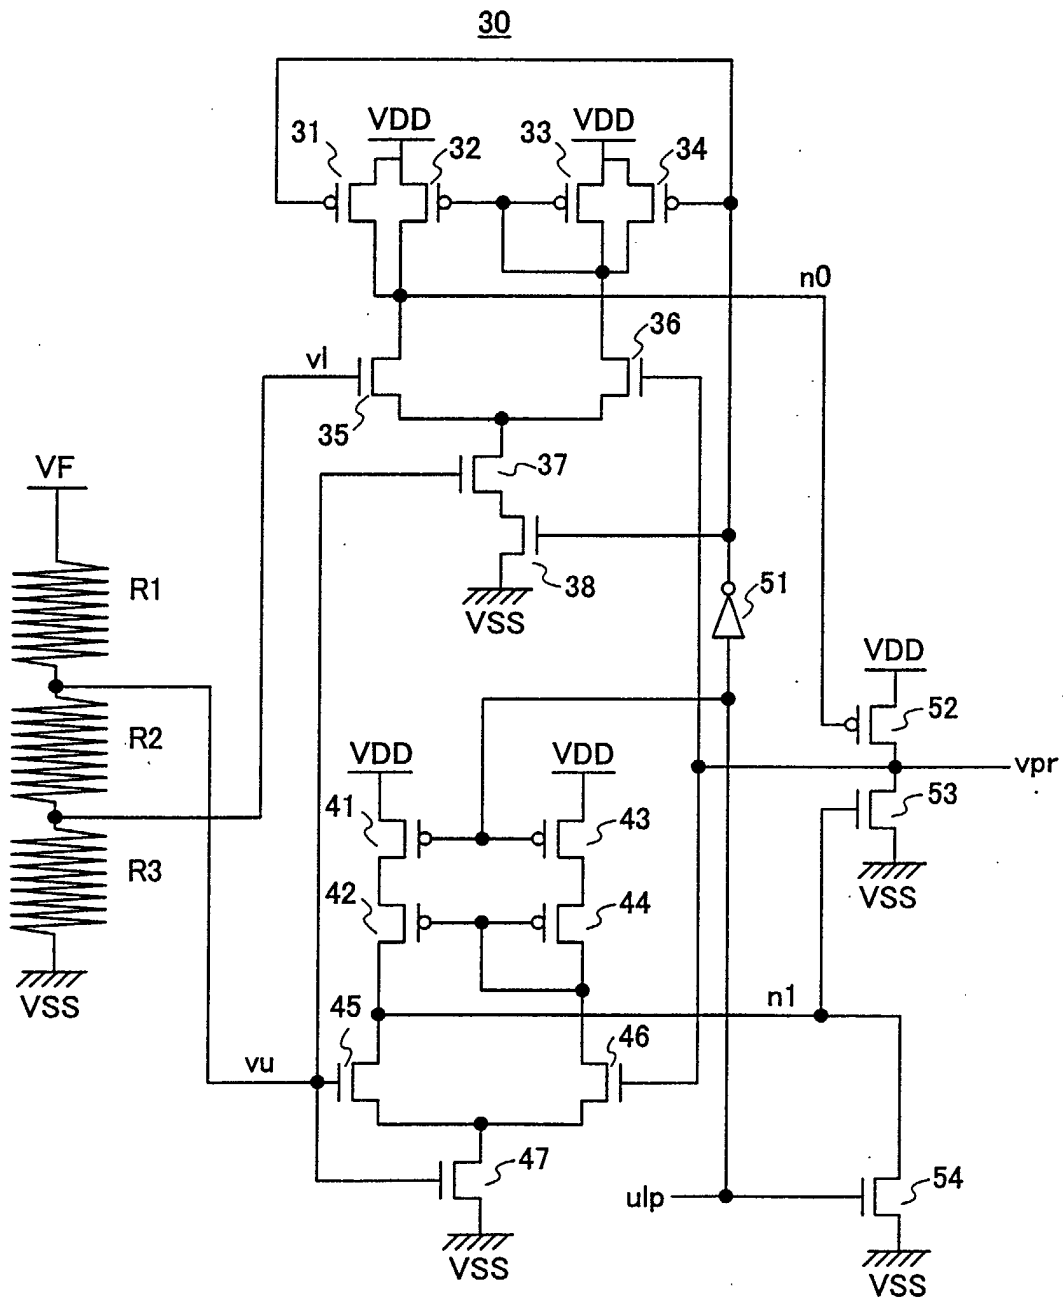 30
31 VDD 32 33 VDD 34
n0
36
vl
35
VF
37
R1
38
51
VSS
VDD
R2
52
VDD VDD
vpr
41 43
53
R3
42 44
VSS
VSS
45
n1
46
vu
47
ulp
54
VSS
VSS